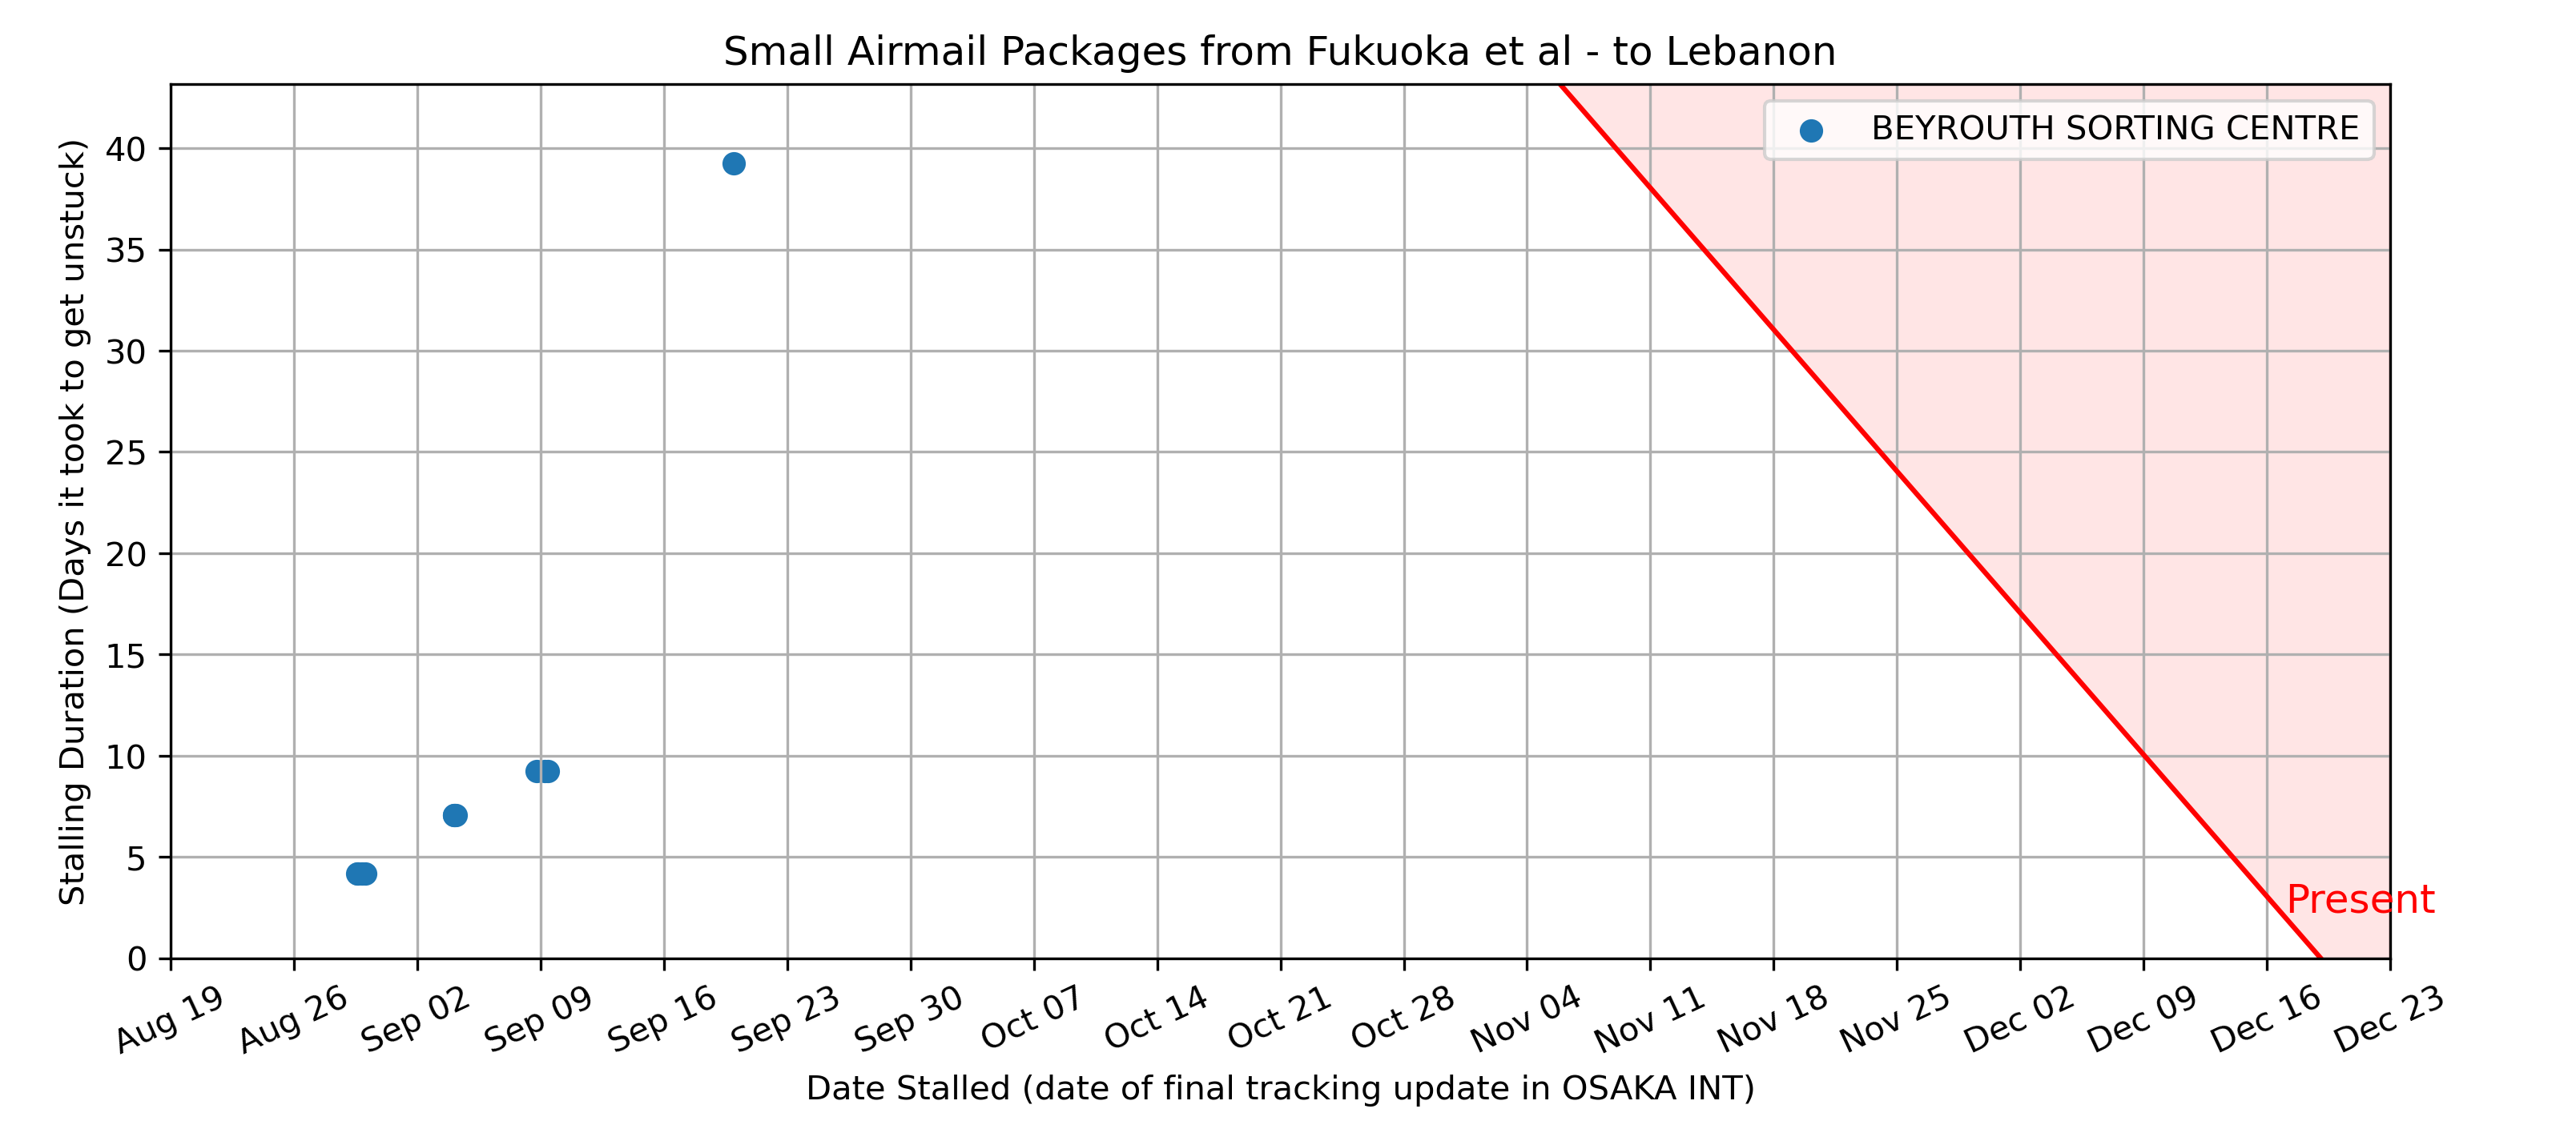 Small Airmail Packages from Fukuoka et al - to Lebanon
BEYROUTH SORTING CENTRE
Stalling Duration (Days it took to get unstuck)
40
35
30
25
20
15
10
5
0
Present
Aug 19
Aug 26
Sep 02
Sep 09
Sep 16
Sep 23
Sep 30
Oct 07
Oct 14
Oct 21
Oct 28
Nov 04
Nov 11
Nov 18
Nov 25
Dec 02
Dec 09
Dec 16
Dec 23
Date Stalled (date of final tracking update in OSAKA INT)